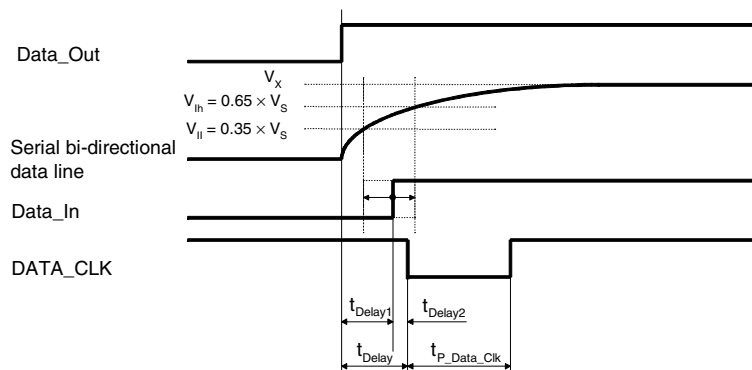 Data_Out
V_X
V_Ih = 0.65 × V_S
V_Il = 0.35 × V_S
Serial bi-directional
data line
Data_In
DATA_CLK
t_Delay1
t_Delay2
t_Delay
t_P_Data_Clk